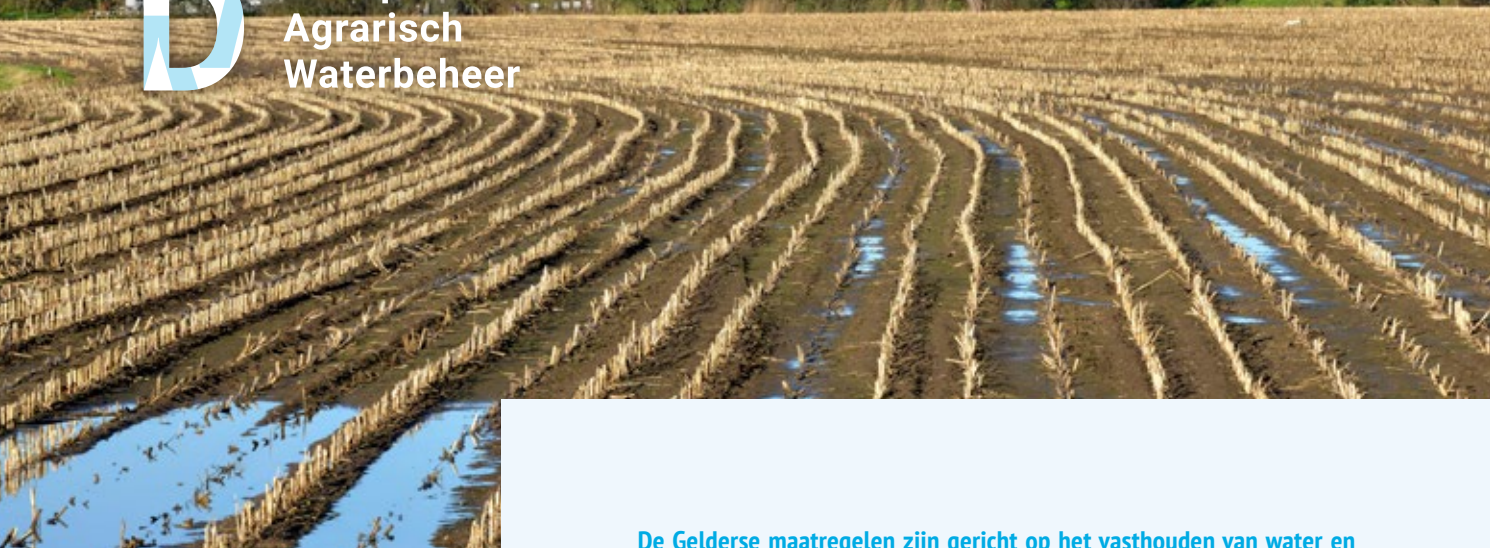 Agrarisch
Waterbeheer
De Gelderse maatregelen zijn gericht op het vasthouden van water en